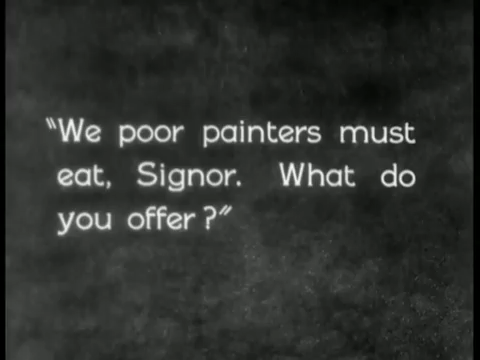 “We poor painters must
eat, Signor. What do
you offer?”